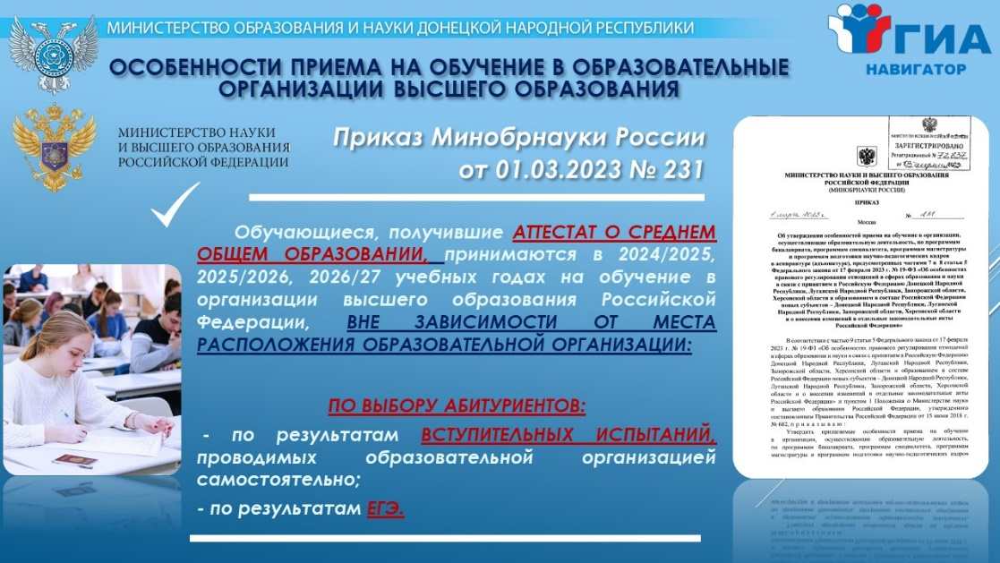 МИНИСТЕРСТВО ОБРАЗОВАНИЯ И НАУКИ ДОНЕЦКОЙ НАРОДНОЙ РЕСПУБЛИКИ
ГИА
НАВИГАТОР
ОСОБЕННОСТИ ПРИЕМА НА ОБУЧЕНИЕ В ОБРАЗОВАТЕЛЬНЫЕ
ОРГАНИЗАЦИИ ВЫСШЕГО ОБРАЗОВАНИЯ
МИНИСТЕРСТВО НАУКИ
И ВЫСШЕГО ОБРАЗОВАНИЯ
РОССИЙСКОЙ ФЕДЕРАЦИИ
Приказ Минобрнауки России
от 01.03.2023 № 231
Обучающиеся, получившие АТТЕСТАТ О СРЕДНЕМ
ОБЩЕМ ОБРАЗОВАНИИ, принимаются в 2024/2025,
2025/2026, 2026/27 учебных годах на обучение в
организации высшего образования Российской
Федерации, ВНЕ ЗАВИСИМОСТИ ОТ МЕСТА
РАСПОЛОЖЕНИЯ ОБРАЗОВАТЕЛЬНОЙ ОРГАНИЗАЦИИ:
ПО ВЫБОРУ АБИТУРИЕНТОВ:
- по результатам ВСТУПИТЕЛЬНЫХ ИСПЫТАНИЙ,
проводимых образовательной организацией
самостоятельно;
- по результатам ЕГЭ.
ЗАРЕГИСТРИРОВАНО
Регистрационный № 72837
МИНИСТЕРСТВО НАУКИ И ВЫСШЕГО ОБРАЗОВАНИЯ
РОССИЙСКОЙ ФЕДЕРАЦИИ
(МИНОБРНАУКИ РОССИИ)
ПРИКАЗ
1 марта 2023 г. № 231
Москва
Об утверждении особенностей приема на обучение в организации,
осуществляющие образовательную деятельность, по программам
бакалавриата, программам специалитета, программам магистратуры
и программам подготовки научно-педагогических кадров
в аспирантуре (адъюнктуре), предусмотренных частями 7 и 8 статьи 5
Федерального закона от 17 февраля 2023 г. № 19-ФЗ «Об особенностях
правового регулирования отношений в сферах образования и науки
в связи с принятием в Российскую Федерацию Донецкой Народной
Республики, Луганской Народной Республики, Запорожской области,
Херсонской области и образованием в составе Российской Федерации
новых субъектов – Донецкой Народной Республики, Луганской
Народной Республики, Запорожской области, Херсонской области
и о внесении изменений в отдельные законодательные акты
Российской Федерации»
В соответствии с частью 9 статьи 5 Федерального закона от 17 февраля
2023 г. № 19-ФЗ «Об особенностях правового регулирования отношений
в сферах образования и науки в связи с принятием в Российскую Федерацию
Донецкой Народной Республики, Луганской Народной Республики,
Запорожской области, Херсонской области и образованием в составе
Российской Федерации новых субъектов – Донецкой Народной Республики,
Луганской Народной Республики, Запорожской области, Херсонской
области и о внесении изменений в отдельные законодательные акты
Российской Федерации» и пунктом 1 Положения о Министерстве науки
и высшего образования Российской Федерации, утвержденного
постановлением Правительства Российской Федерации от 15 июня 2018 г.
№ 682, приказываю:
Утвердить прилагаемые особенности приема на обучение
в организации, осуществляющие образовательную деятельность,
по программам бакалавриата, программам специалитета, программам
магистратуры и программам подготовки научно-педагогических кадров